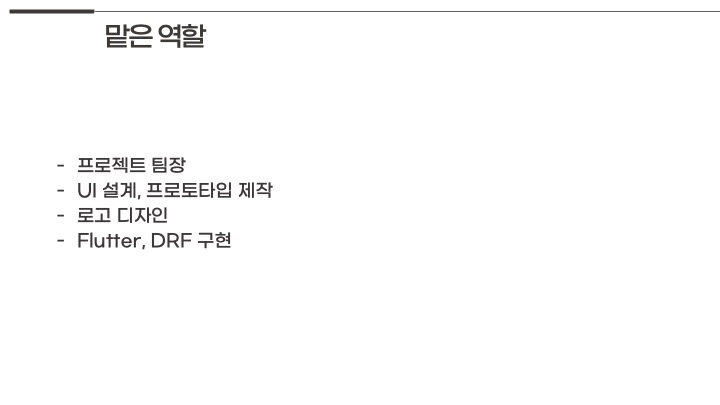 맡은 역할
- 프로젝트 팀장
- UI 설계, 프로토타입 제작
- 로고 디자인
- Flutter, DRF 구현